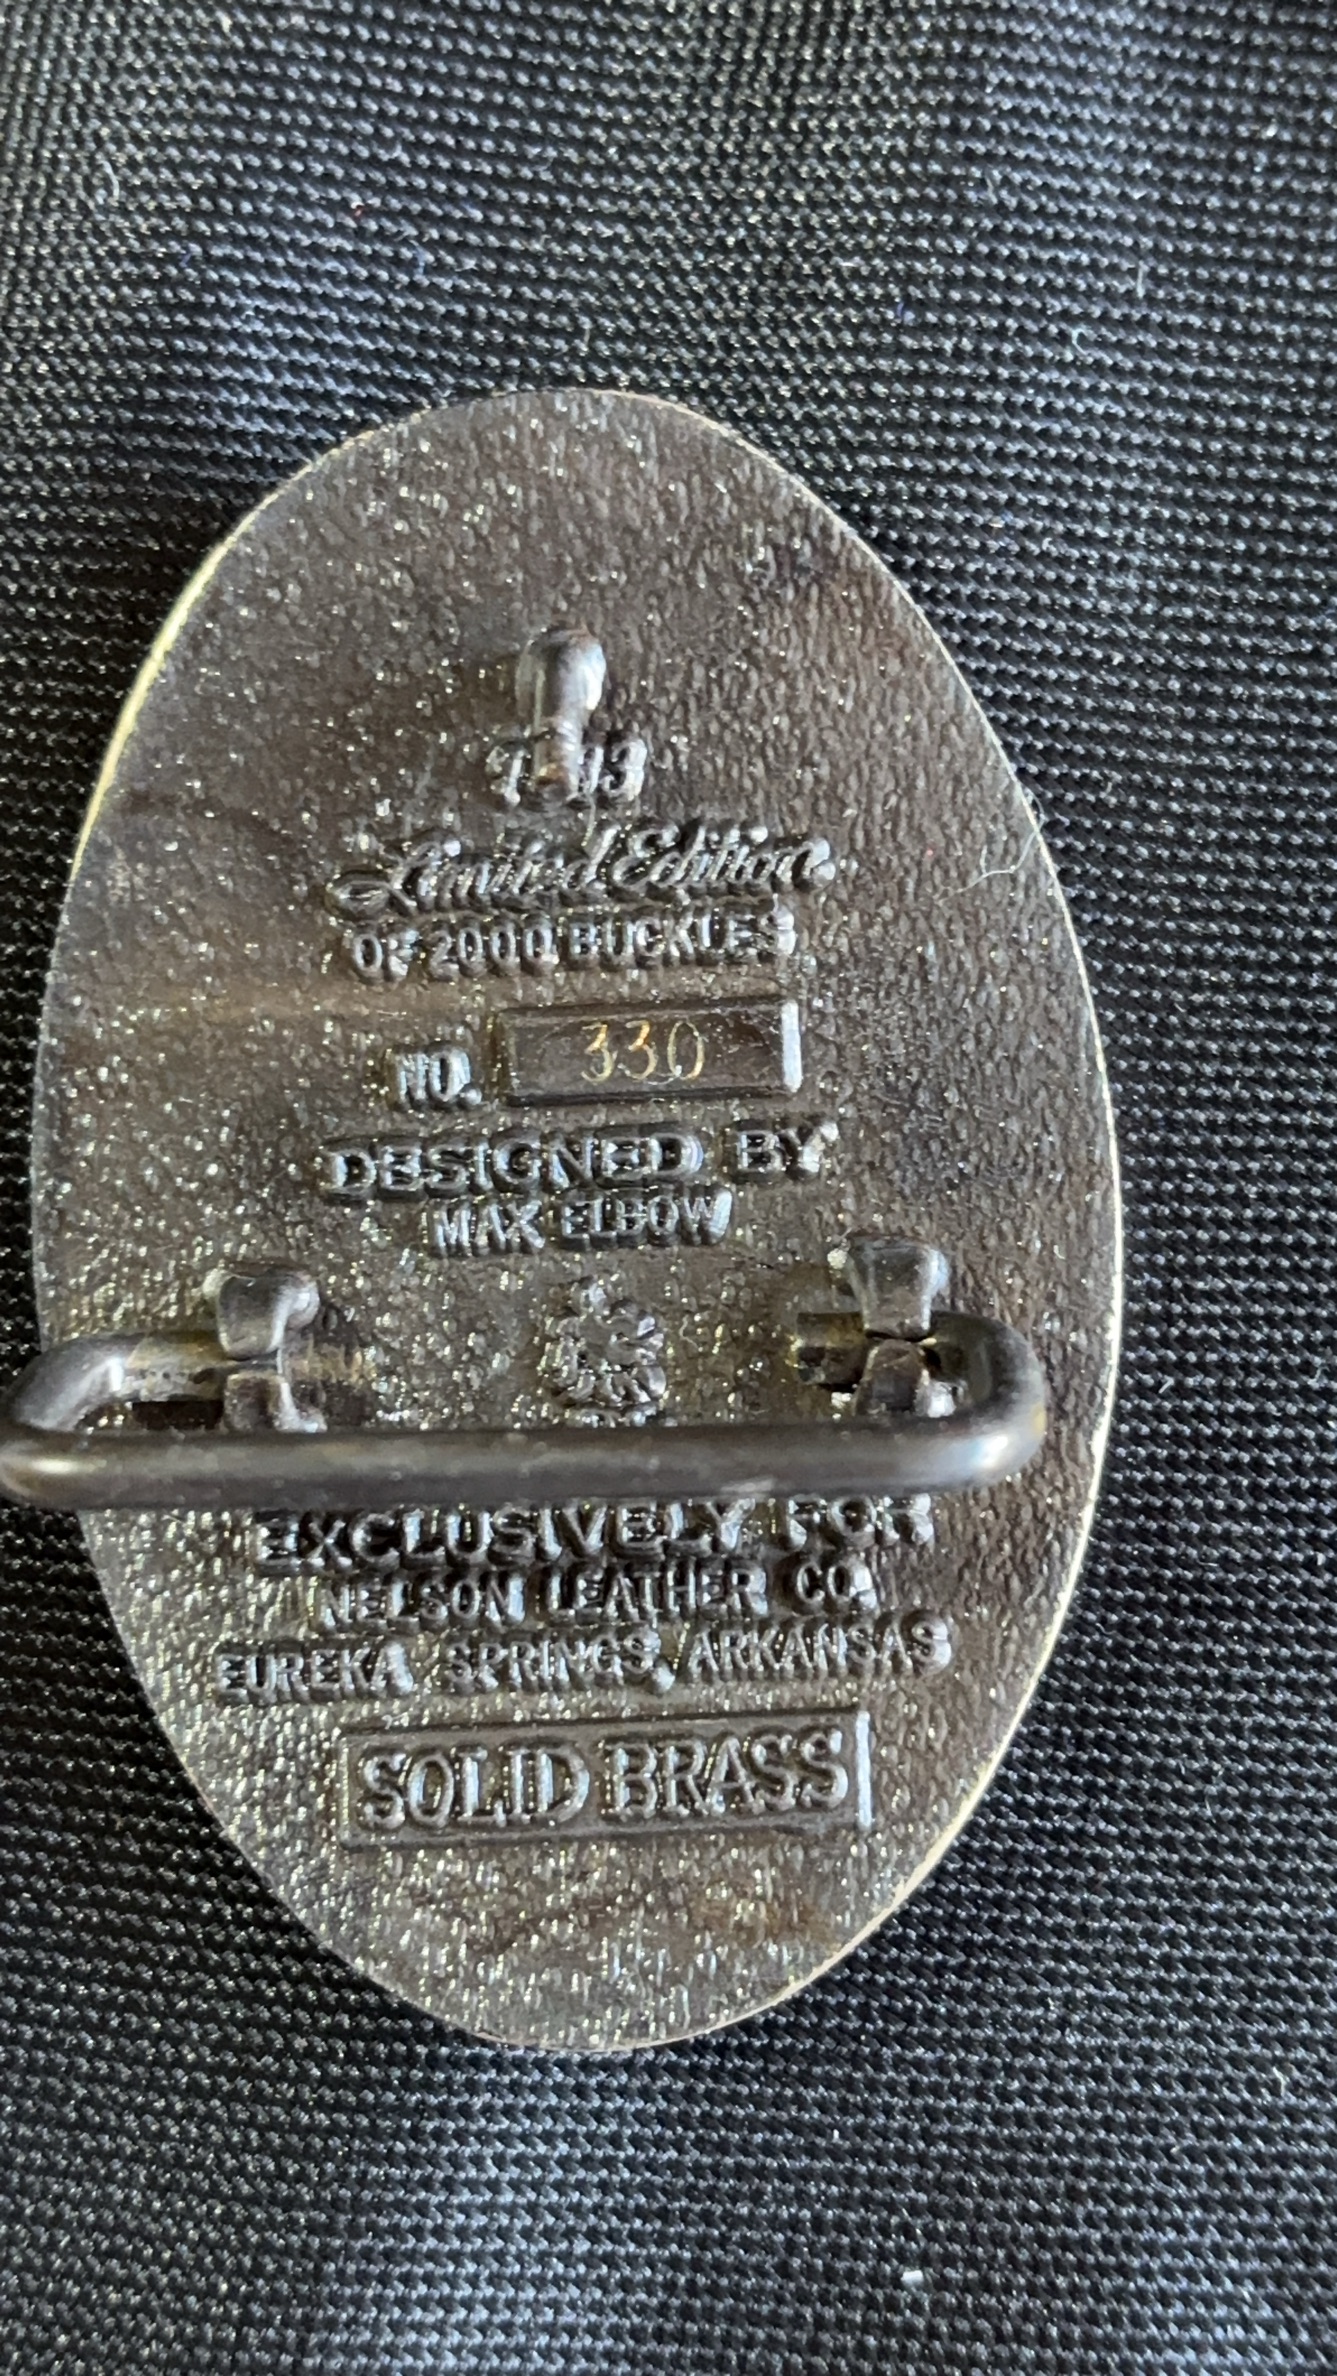 Limited Edition
OF 2000 BUCKLES
NO. 330
DESIGNED BY
MAX ELBOW
EXCLUSIVELY FOR
NELSON LEATHER CO.
EUREKA SPRINGS, ARKANSAS
SOLID BRASS